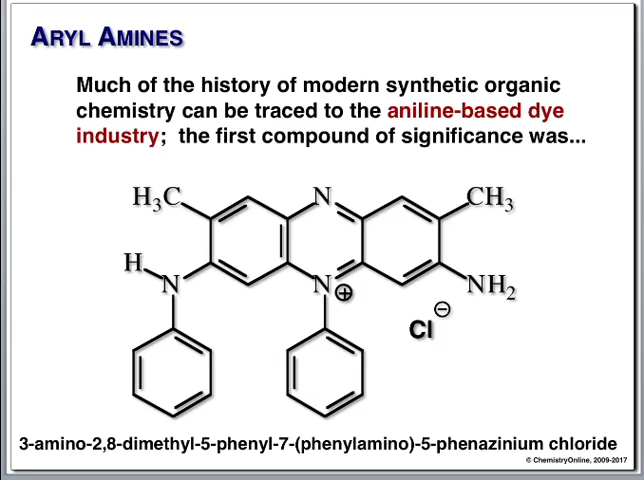 ARYL AMINES
Much of the history of modern synthetic organic
chemistry can be traced to the aniline-based dye
industry; the first compound of significance was...
H3C N CH3
H
N N ⊕ NH2
Cl ⊖
3-amino-2,8-dimethyl-5-phenyl-7-(phenylamino)-5-phenazinium chloride
© ChemistryOnline, 2009-2017